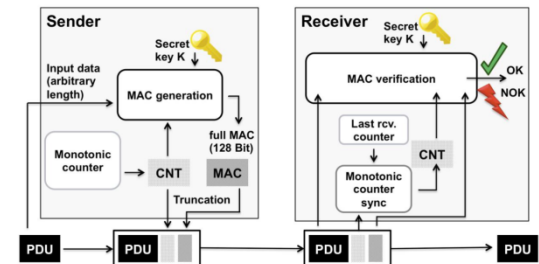 Sender
Secret
key K
Input data
(arbitrary
length)
MAC generation
full MAC
(128 Bit)
Monotonic
counter
CNT
MAC
Truncation
Receiver
Secret
key K
MAC verification
OK
NOK
Last rcv.
counter
CNT
Monotonic
counter
sync
PDU
PDU
PDU
PDU